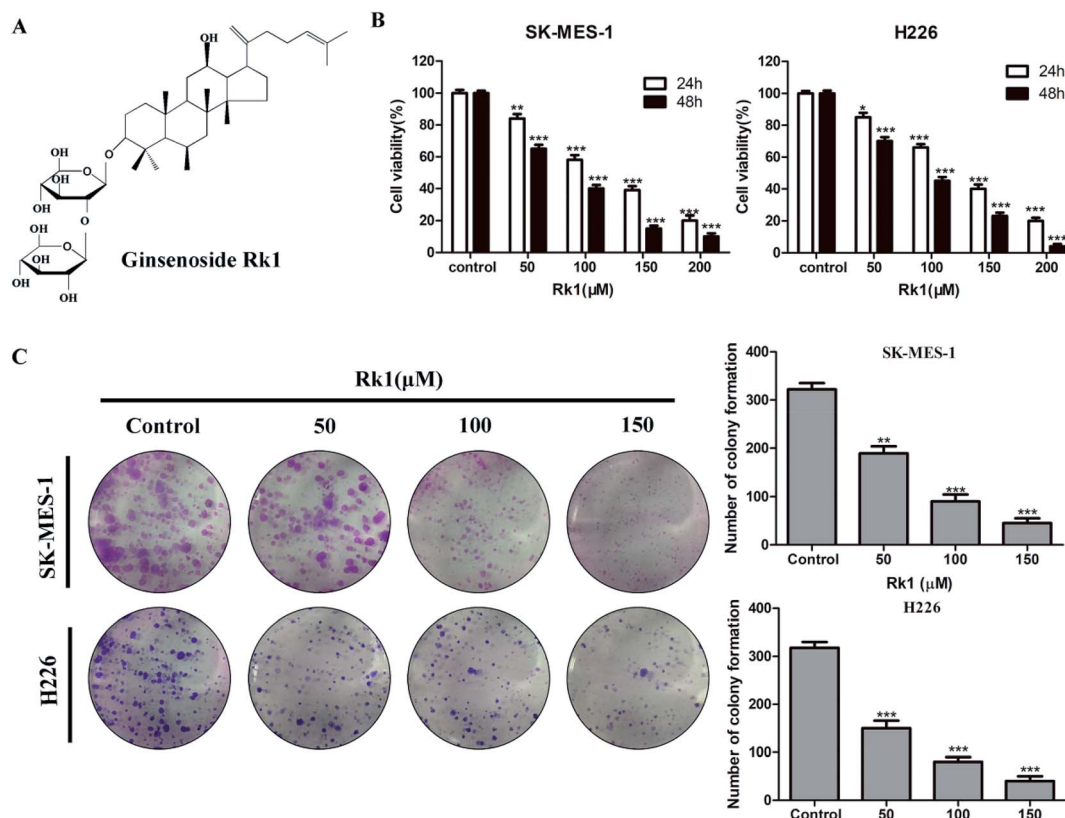 A
OH
O
OH
OH
OH
O
O
OH
OH
OH
O
OH
OH
Ginsenoside Rk1
B
SK-MES-1
Cell viability(%)
120
100
80
60
40
20
0
24h
48h
**
***
***
***
***
***
***
***
control
50
100
150
200
Rk1(µM)
H226
Cell viability(%)
120
100
80
60
40
20
0
24h
48h
*
***
***
***
***
***
***
***
control
50
100
150
200
Rk1(µM)
C
Rk1(µM)
Control
50
100
150
SK-MES-1
H226
SK-MES-1
Number of colony formation
400
300
200
100
0
**
***
***
Control
50
100
150
Rk1 (µM)
H226
Number of colony formation
400
300
200
100
0
***
***
***
Control
50
100
150